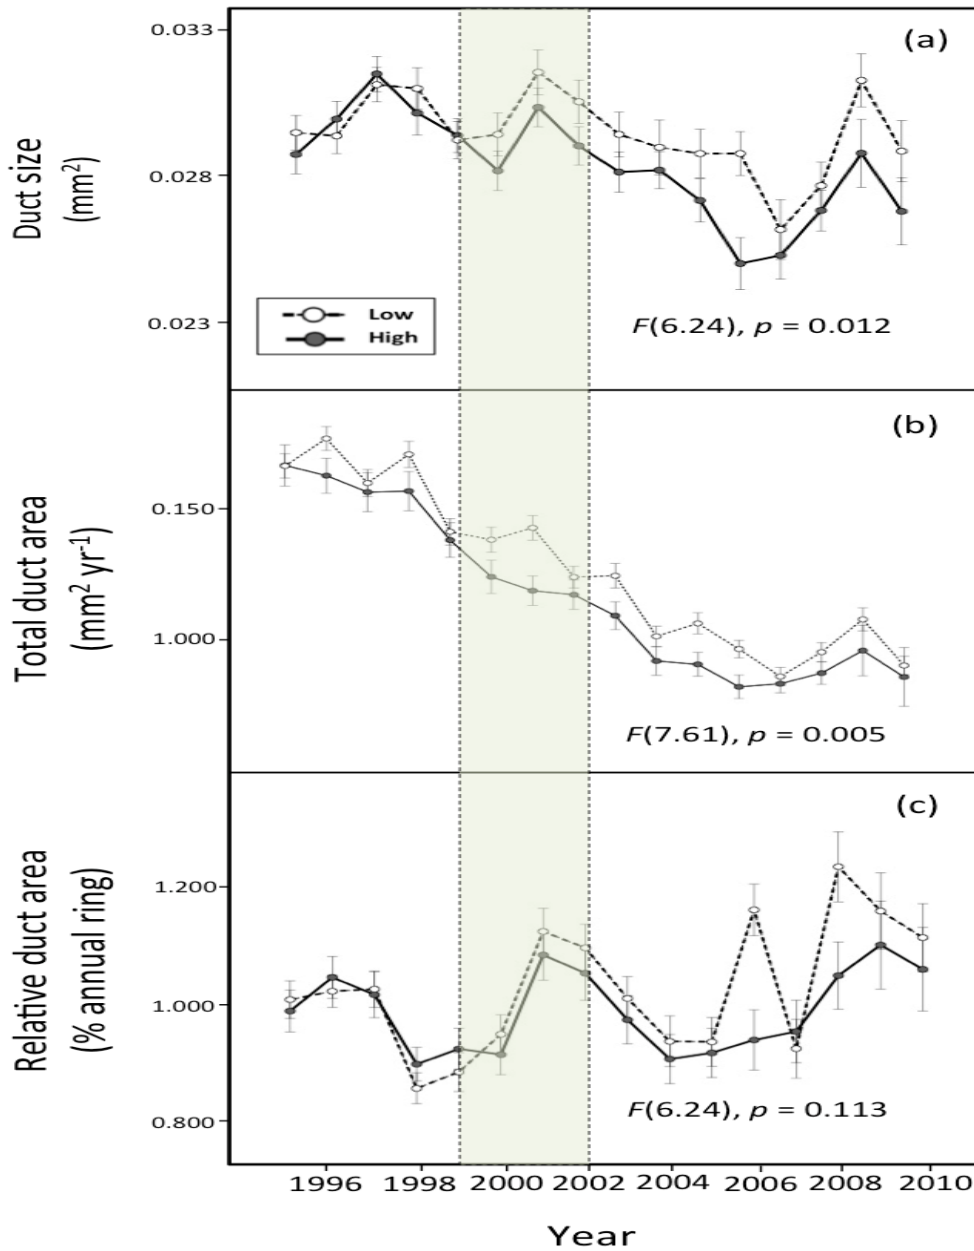 (a)
0.033
0.028
0.023
Duct size
(mm²)
Low
High
F(6.24), p = 0.012
(b)
0.150
1.000
Total duct area
(mm² yr⁻¹)
F(7.61), p = 0.005
(c)
1.200
1.000
0.800
Relative duct area
(% annual ring)
F(6.24), p = 0.113
1996 1998 2000 2002 2004 2006 2008 2010
Year